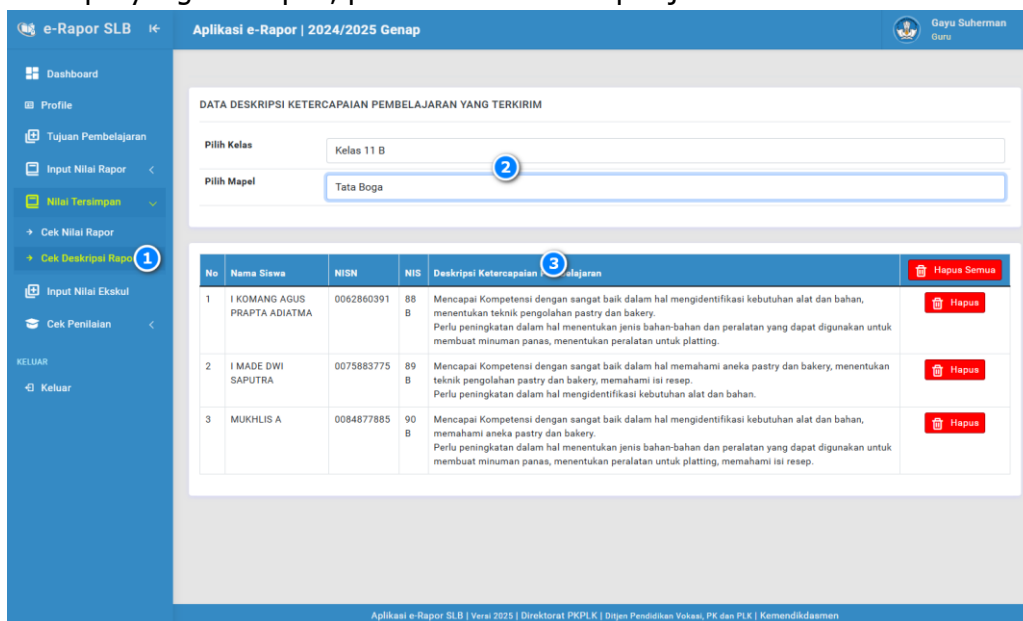 e-Rapor SLB
Aplikasi e-Rapor | 2024/2025 Genap
Gayu Suherman
Guru
Dashboard
Profile
Tujuan Pembelajaran
Input Nilai Rapor
Nilai Tersimpan
Cek Nilai Rapor
Cek Deskripsi Rapo
1
Input Nilai Ekskul
Cek Penilaian
KELUAR
Keluar
DATA DESKRIPSI KETERCAPAIAN PEMBELAJARAN YANG TERKIRIM
Pilih Kelas
Kelas 11 B
2
Pilih Mapel
Tata Boga
3
No Nama Siswa NISN NIS Deskripsi Ketercapaian belajaran Hapus Semua
1 I KOMANG AGUS 0062860391 88 Mencapai Kompetensi dengan sangat baik dalam hal mengidentifikasi kebutuhan alat dan bahan, Hapus
PRAPTA ADIATMA B menentukan teknik pengolahan pastry dan bakery.
Perlu peningkatan dalam hal menentukan jenis bahan-bahan dan peralatan yang dapat digunakan untuk
membuat minuman panas, menentukan peralatan untuk platting.
2 I MADE DWI 0075883775 89 Mencapai Kompetensi dengan sangat baik dalam hal memahami aneka pastry dan bakery, menentukan Hapus
SAPUTRA B teknik pengolahan pastry dan bakery, memahami isi resep.
Perlu peningkatan dalam hal mengidentifikasi kebutuhan alat dan bahan.
3 MUKHLIS A 0084877885 90 Mencapai Kompetensi dengan sangat baik dalam hal mengidentifikasi kebutuhan alat dan bahan, Hapus
B memahami aneka pastry dan bakery.
Perlu peningkatan dalam hal menentukan jenis bahan-bahan dan peralatan yang dapat digunakan untuk
membuat minuman panas, menentukan peralatan untuk platting, memahami isi resep.
Aplikasi e-Rapor SLB | Versi 2025 | Direktorat PKPLK | Ditjen Pendidikan Vokasi, PK dan PLK | Kemendikdasmen